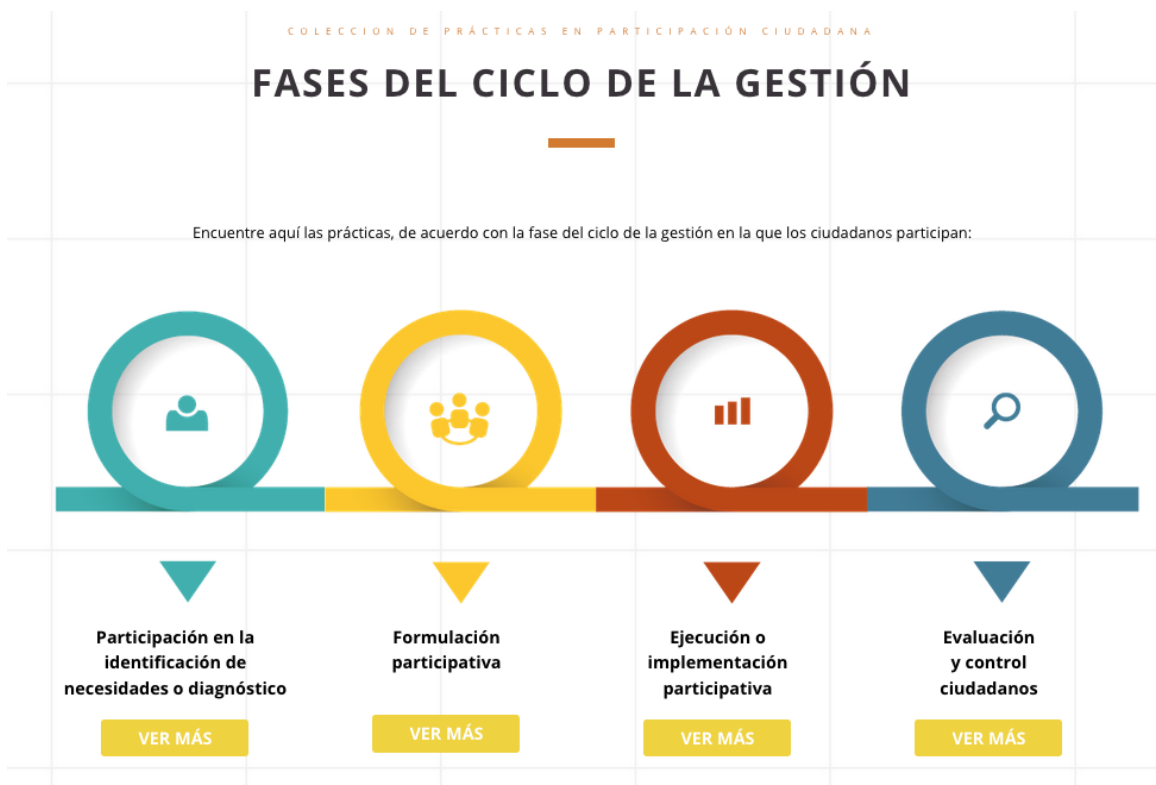 COLECCION DE PRÁCTICAS EN PARTICIPACIÓN CIUDADANA
FASES DEL CICLO DE LA GESTIÓN
Encuentre aquí las prácticas, de acuerdo con la fase del ciclo de la gestión en la que los ciudadanos participan:
Participación en la
identificación de
necesidades o diagnóstico
VER MÁS
Formulación
participativa
VER MÁS
Ejecución o
implementación
participativa
VER MÁS
Evaluación
y control
ciudadanos
VER MÁS